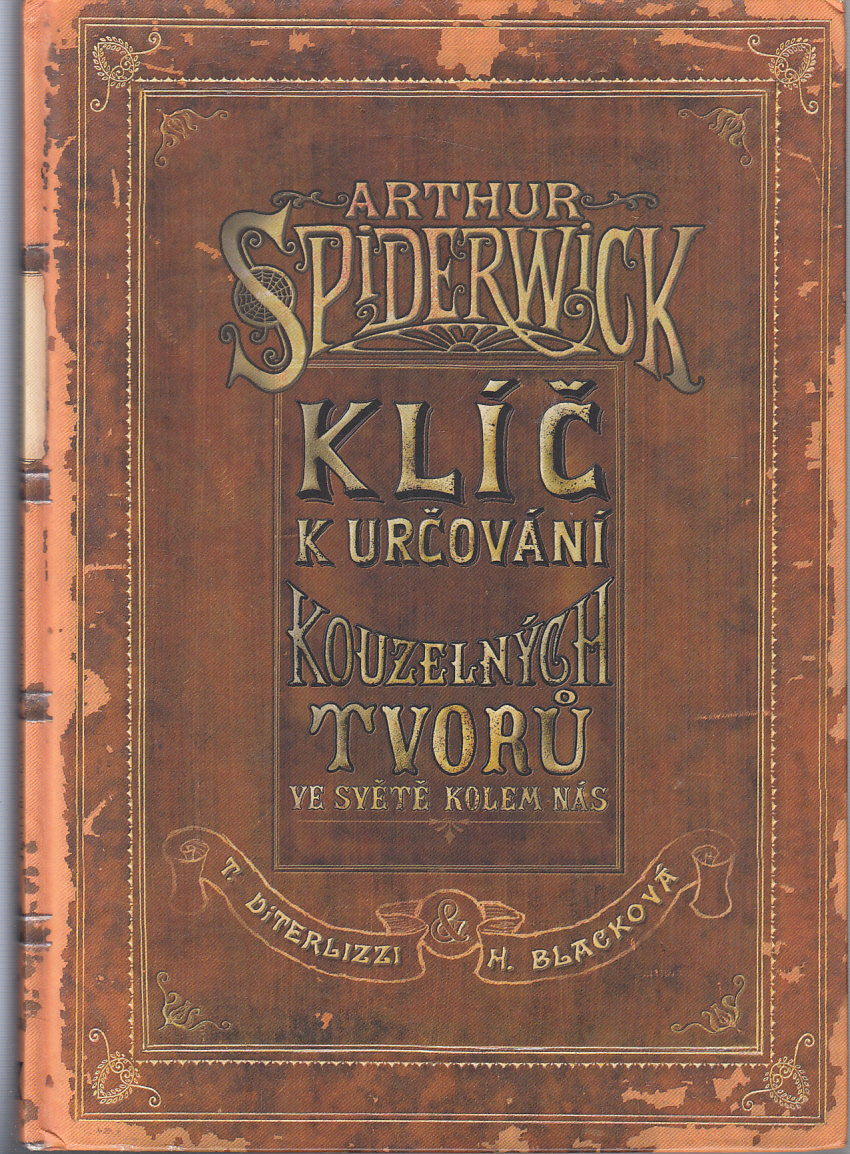 ARTHUR
SPIDERWICK
KLÍČ
K URČOVÁNÍ
KOUZELNÝCH
TVORŮ
VE SVĚTĚ KOLEM NÁS
T. DITERLIZZI & H. BLACKOVÁ